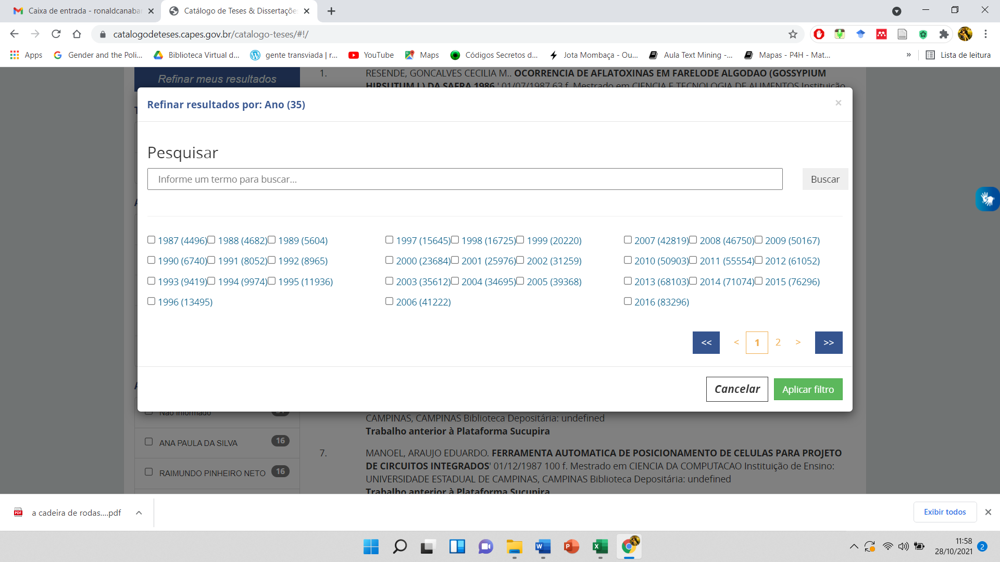 Caixa de entrada - ronaldcanabar
Catálogo de Teses & Dissertaçõe
catalogodeteses.capes.gov.br/catalogo-teses/#!/
Apps
Gender and the Poli...
Biblioteca Virtual d...
gente transviada | r...
YouTube
Maps
Códigos Secretos d...
Jota Mombaça - Ou...
Aula Text Mining -...
Mapas - P4H - Mat...
»
Lista de leitura
Refinar meus resultados
1. RESENDE, GONCALVES CECILIA M.. OCORRENCIA DE AFLATOXINAS EM FARELODE ALGODAO (GOSSYPIUM
HIRSUTUM L) DA SAFRA 1986.' 01/07/1987 63 f. Mestrado em CIENCIA E TECNOLOGIA DE ALIMENTOS Instituição
Refinar resultados por: Ano (35)
×
Pesquisar
Informe um termo para buscar...
Buscar
1987 (4496) 1988 (4682) 1989 (5604) 1997 (15645) 1998 (16725) 1999 (20220) 2007 (42819) 2008 (46750) 2009 (50167)
1990 (6740) 1991 (8052) 1992 (8965) 2000 (23684) 2001 (25976) 2002 (31259) 2010 (50903) 2011 (55554) 2012 (61052)
1993 (9419) 1994 (9974) 1995 (11936) 2003 (35612) 2004 (34695) 2005 (39368) 2013 (68103) 2014 (71074) 2015 (76296)
1996 (13495) 2006 (41222) 2016 (83296)
<< < 1 2 > >>
Cancelar
Aplicar filtro
Não informado
ANA PAULA DA SILVA 16
RAIMUNDO PINHEIRO NETO 16
CAMPINAS, CAMPINAS Biblioteca Depositária: undefined
Trabalho anterior à Plataforma Sucupira
7. MANOEL, ARAUJO EDUARDO. FERRAMENTA AUTOMATICA DE POSICIONAMENTO DE CELULAS PARA PROJETO
DE CIRCUITOS INTEGRADOS' 01/12/1987 100 f. Mestrado em CIENCIA DA COMPUTACAO Instituição de Ensino:
UNIVERSIDADE ESTADUAL DE CAMPINAS, CAMPINAS Biblioteca Depositária: undefined
Trabalho anterior à Plataforma Sucupira
PDF
a cadeira de rodas....pdf
Exibir todos
W
P
X
11:58
28/10/2021
2